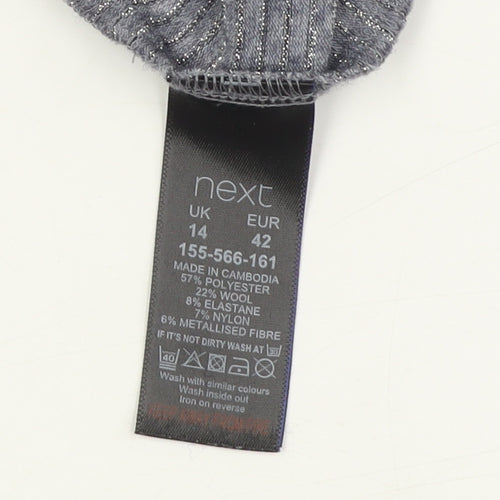 next
UK EUR
14 42
155-566-161
MADE IN CAMBODIA
57% POLYESTER
22% WOOL
8% ELASTANE
7% NYLON
6% METALLISED FIBRE
IF IT'S NOT DIRTY WASH AT 30
40
Wash with similar colours
Wash inside out
Iron on reverse